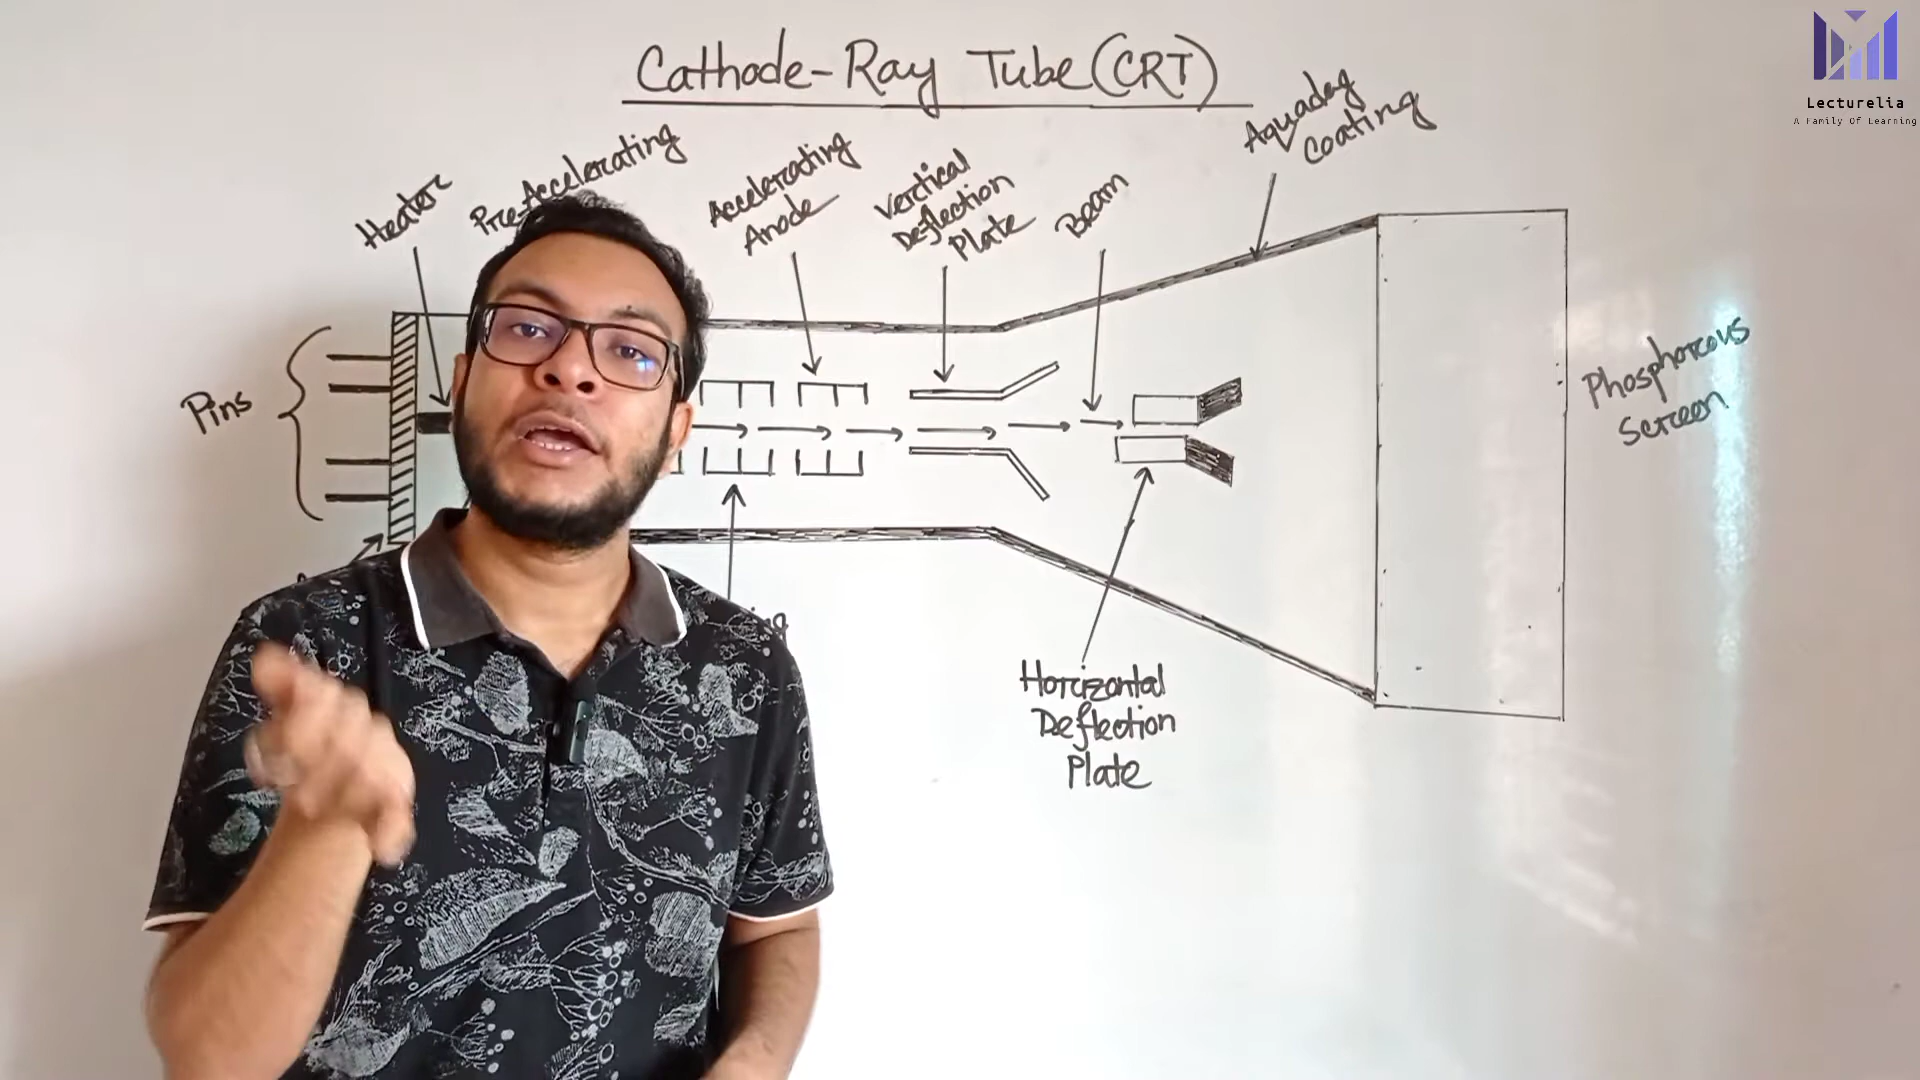 Cathode-Ray Tube (CRT)
Lecturelia
A Family Of Learning
Heater
Pre-Accelerating
Accelerating
Anode
Vertical
Deflection
Plate
Beam
Aquadag
Coating
Pins
Phosphorous
Screen
Horizontal
Deflection
Plate